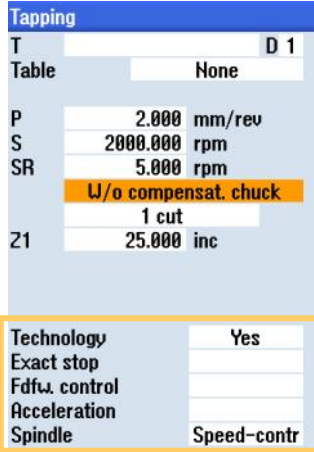 Tapping
T D 1
Table None
P 2.000 mm/rev
S 2000.000 rpm
SR 5.000 rpm
W/o compensat. chuck
1 cut
Z1 25.000 inc
Technology Yes
Exact stop
Fdfw. control
Acceleration
Spindle Speed-contr